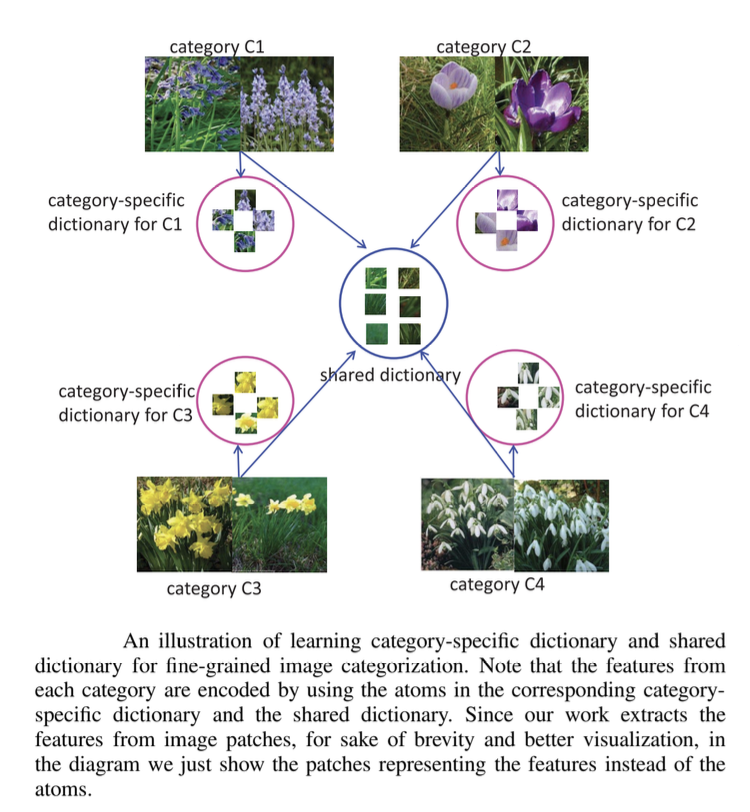 category C1
category C2
category-specific
dictionary for C1
category-specific
dictionary for C2
shared dictionary
category-specific
dictionary for C3
category-specific
dictionary for C4
category C3
category C4
An illustration of learning category-specific dictionary and shared
dictionary for fine-grained image categorization. Note that the features from
each category are encoded by using the atoms in the corresponding category-
specific dictionary and the shared dictionary. Since our work extracts the
features from image patches, for sake of brevity and better visualization, in
the diagram we just show the patches representing the features instead of the
atoms.